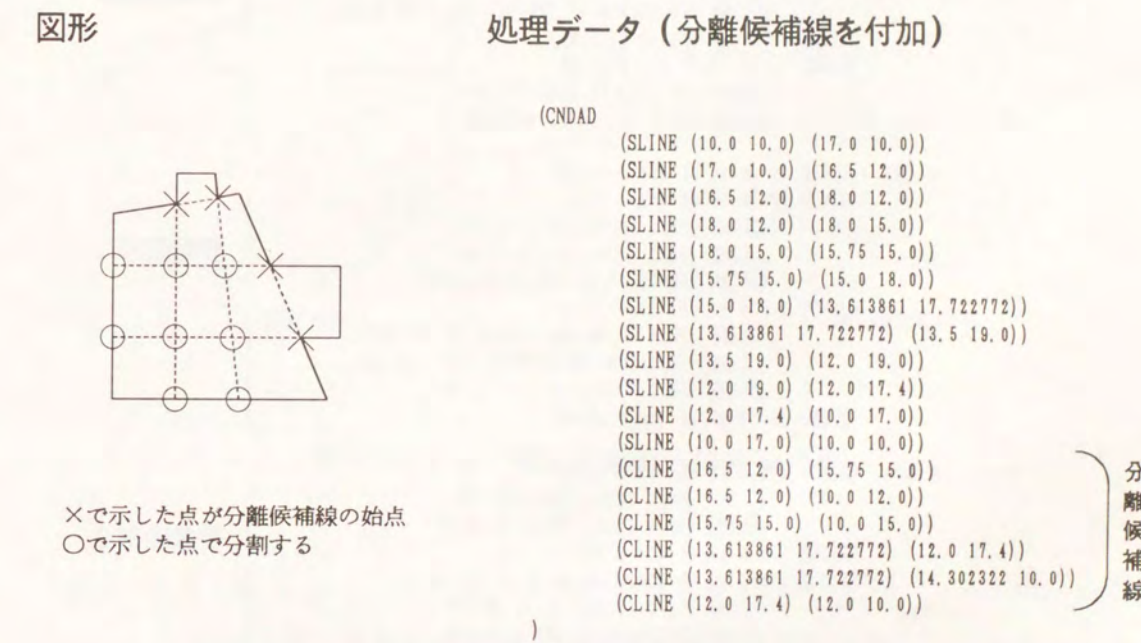 図形
処理データ (分離候補線を付加)
(CNDAD
(SLINE (10.0 10.0) (17.0 10.0))
(SLINE (17.0 10.0) (16.5 12.0))
(SLINE (16.5 12.0) (18.0 12.0))
(SLINE (18.0 12.0) (18.0 15.0))
(SLINE (18.0 15.0) (15.75 15.0))
(SLINE (15.75 15.0) (15.0 18.0))
(SLINE (15.0 18.0) (13.613861 17.722772))
(SLINE (13.613861 17.722772) (13.5 19.0))
(SLINE (13.5 19.0) (12.0 19.0))
(SLINE (12.0 19.0) (12.0 17.4))
(SLINE (12.0 17.4) (10.0 17.0))
(SLINE (10.0 17.0) (10.0 10.0))
(CLINE (16.5 12.0) (15.75 15.0))
(CLINE (16.5 12.0) (10.0 12.0))
(CLINE (15.75 15.0) (10.0 15.0))
(CLINE (13.613861 17.722772) (12.0 17.4))
(CLINE (13.613861 17.722772) (14.302322 10.0))
(CLINE (12.0 17.4) (12.0 10.0))
)
分離候補線
×で示した点が分離候補線の始点
○で示した点で分割する